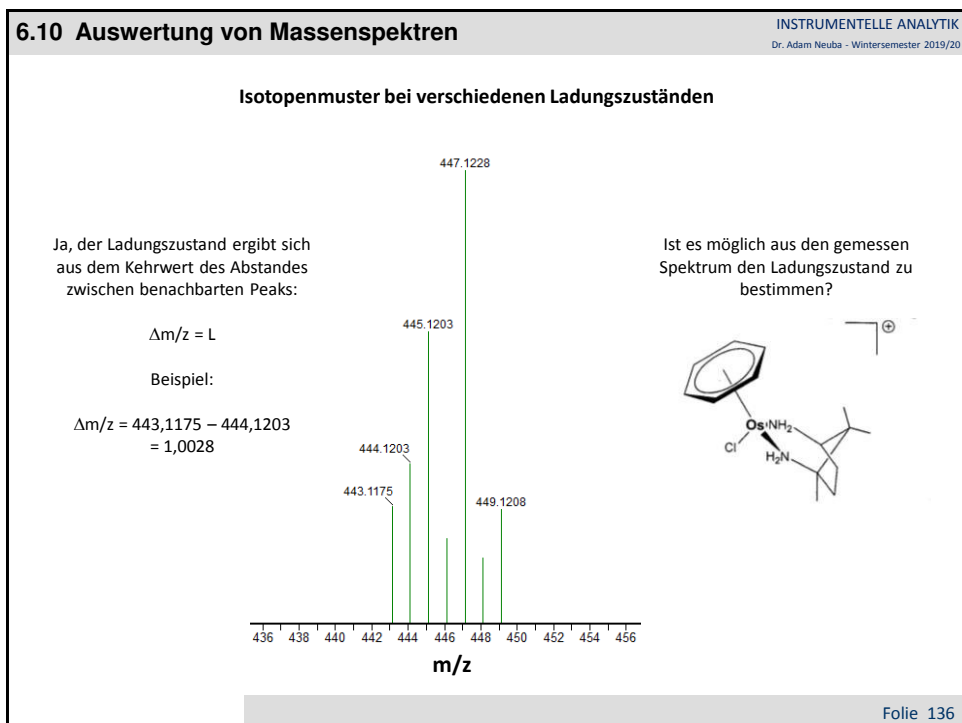 6.10 Auswertung von Massenspektren
INSTRUMENTELLE ANALYTIK
Dr. Adam Neuba - Wintersemester 2019/20
Isotopenmuster bei verschiedenen Ladungszuständen
Ja, der Ladungszustand ergibt sich
aus dem Kehrwert des Abstandes
zwischen benachbarten Peaks:
Δm/z = L
Beispiel:
Δm/z = 443,1175 – 444,1203
= 1,0028
447.1228
445.1203
444.1203
443.1175
449.1208
436 438 440 442 444 446 448 450 452 454 456
m/z
Ist es möglich aus den gemessen
Spektrum den Ladungszustand zu
bestimmen?
⊕
Os NH₂
Cl
H₂N
Folie 136